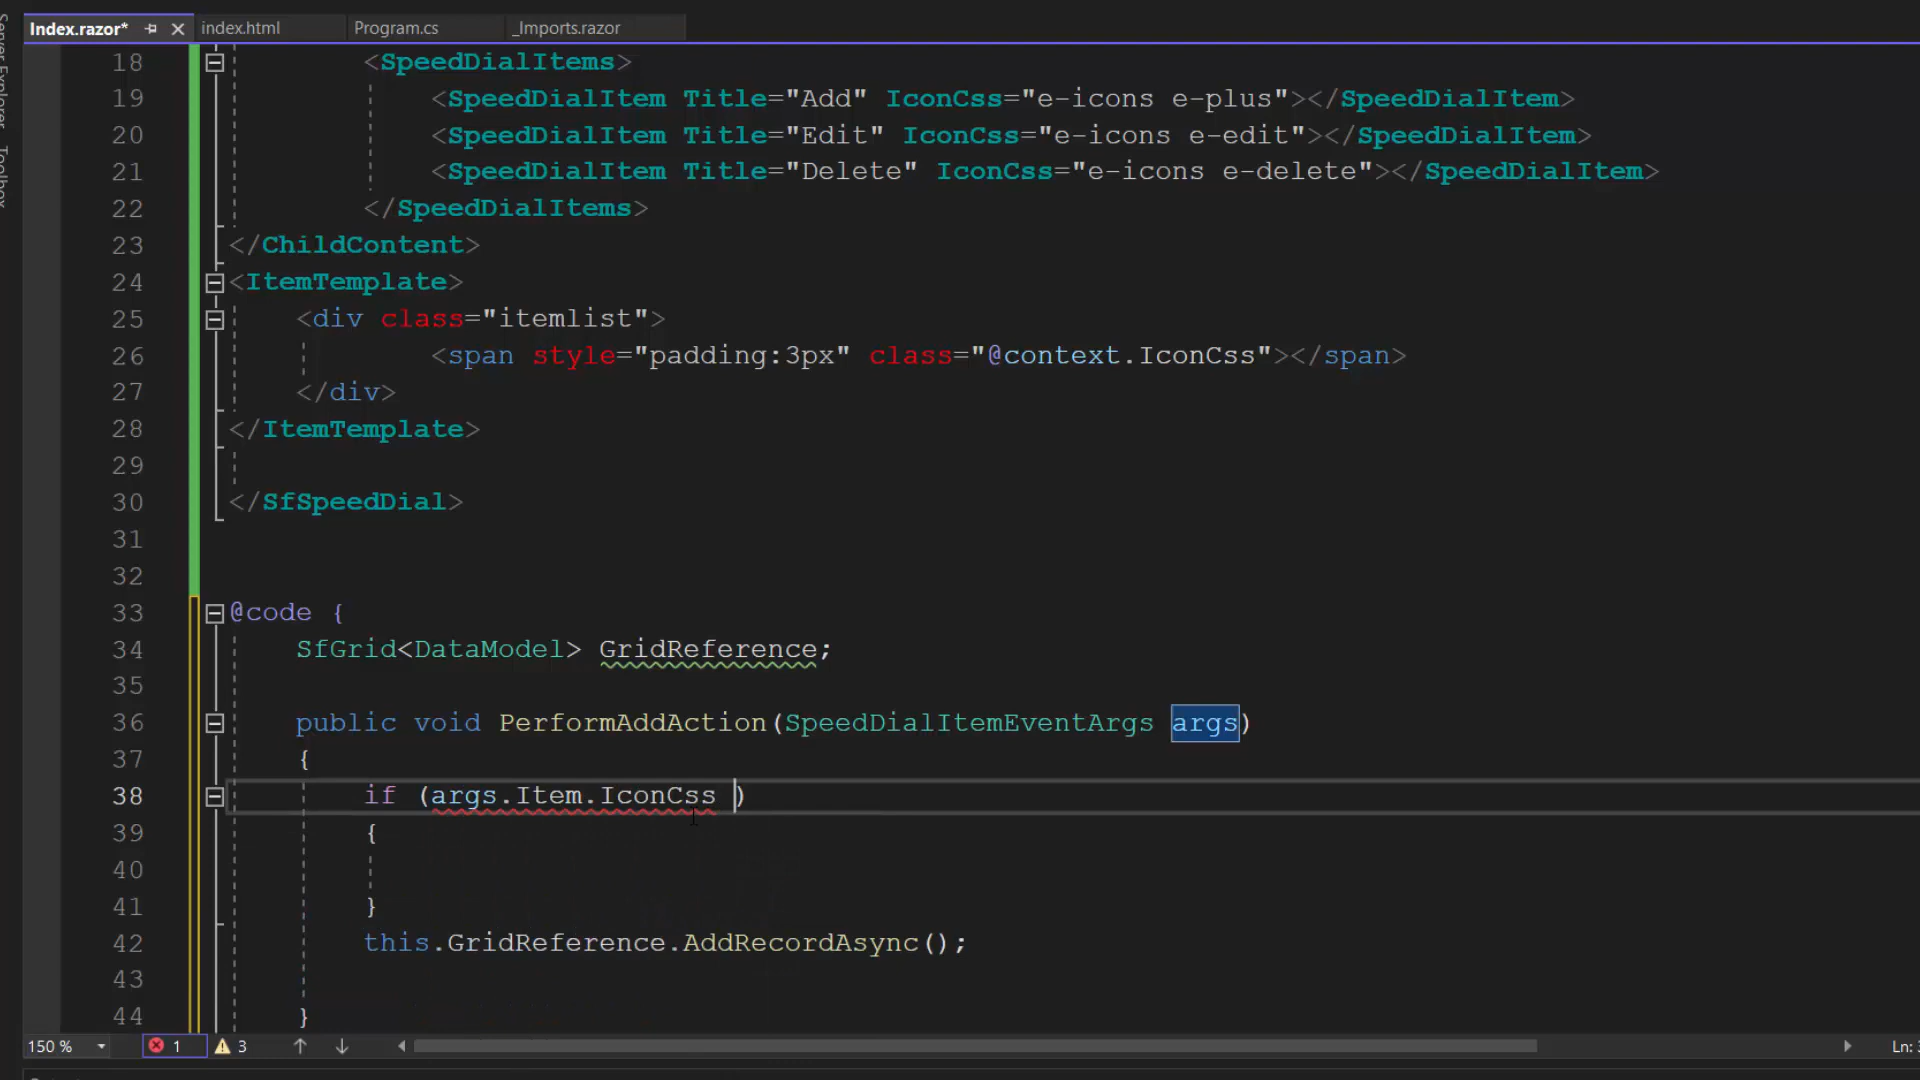 Server Explorer
Toolbox
Index.razor*
index.html
Program.cs
_Imports.razor
18 <SpeedDialItems>
19 <SpeedDialItem Title="Add" IconCss="e-icons e-plus"></SpeedDialItem>
20 <SpeedDialItem Title="Edit" IconCss="e-icons e-edit"></SpeedDialItem>
21 <SpeedDialItem Title="Delete" IconCss="e-icons e-delete"></SpeedDialItem>
22 </SpeedDialItems>
23 </ChildContent>
24 <ItemTemplate>
25 <div class="itemlist">
26 <span style="padding:3px" class="@context.IconCss"></span>
27 </div>
28 </ItemTemplate>
29
30 </SfSpeedDial>
31
32
33 @code {
34 SfGrid<DataModel> GridReference;
35
36 public void PerformAddAction(SpeedDialItemEventArgs args)
37 {
38 if (args.Item.IconCss )
39 {
40
41 }
42 this.GridReference.AddRecordAsync();
43
44 }
150 %
1
3
Ln: